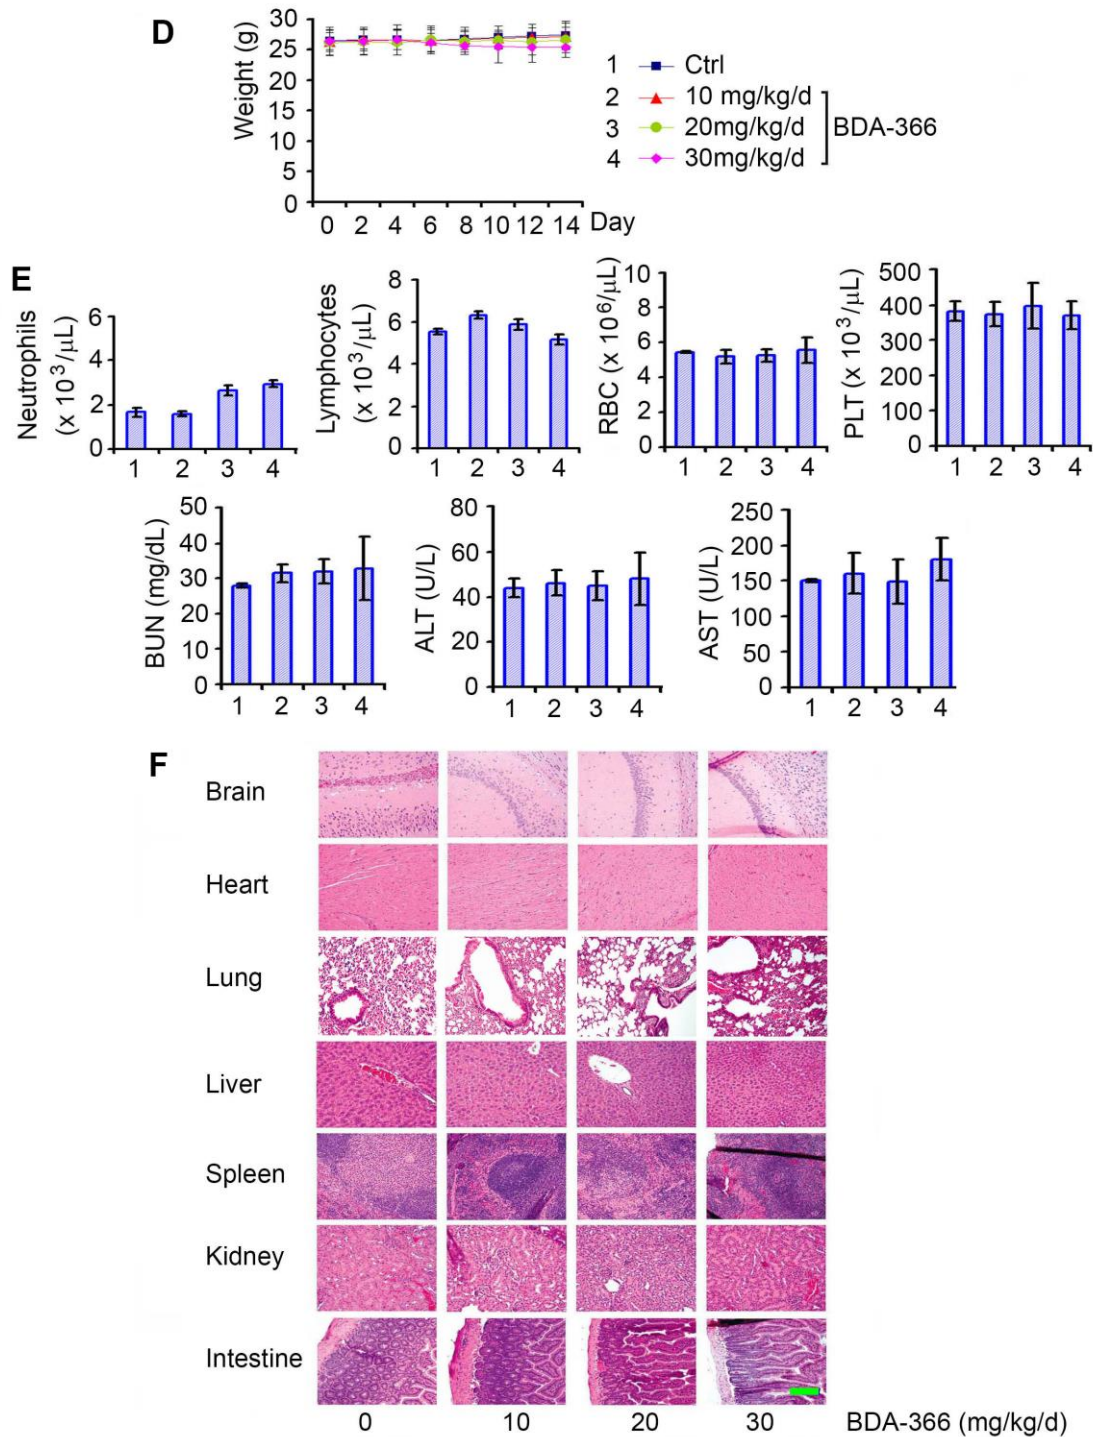 D
Weight (g)
30
25
20
15
10
5
0
0 2 4 6 8 10 12 14 Day
1 Ctrl
2 10 mg/kg/d
3 20mg/kg/d
4 30mg/kg/d
BDA-366
E
Neutrophils
(x 10³/μL)
6
4
2
0
1 2 3 4
Lymphocytes
(x 10³/μL)
8
6
4
2
0
1 2 3 4
RBC (x 10⁶/μL)
10
8
6
4
2
0
1 2 3 4
PLT (x 10³/μL)
500
400
300
200
100
0
1 2 3 4
BUN (mg/dL)
50
40
30
20
10
0
1 2 3 4
ALT (U/L)
80
60
40
20
0
1 2 3 4
AST (U/L)
250
200
150
100
50
0
1 2 3 4
F
Brain
Heart
Lung
Liver
Spleen
Kidney
Intestine
0 10 20 30 BDA-366 (mg/kg/d)